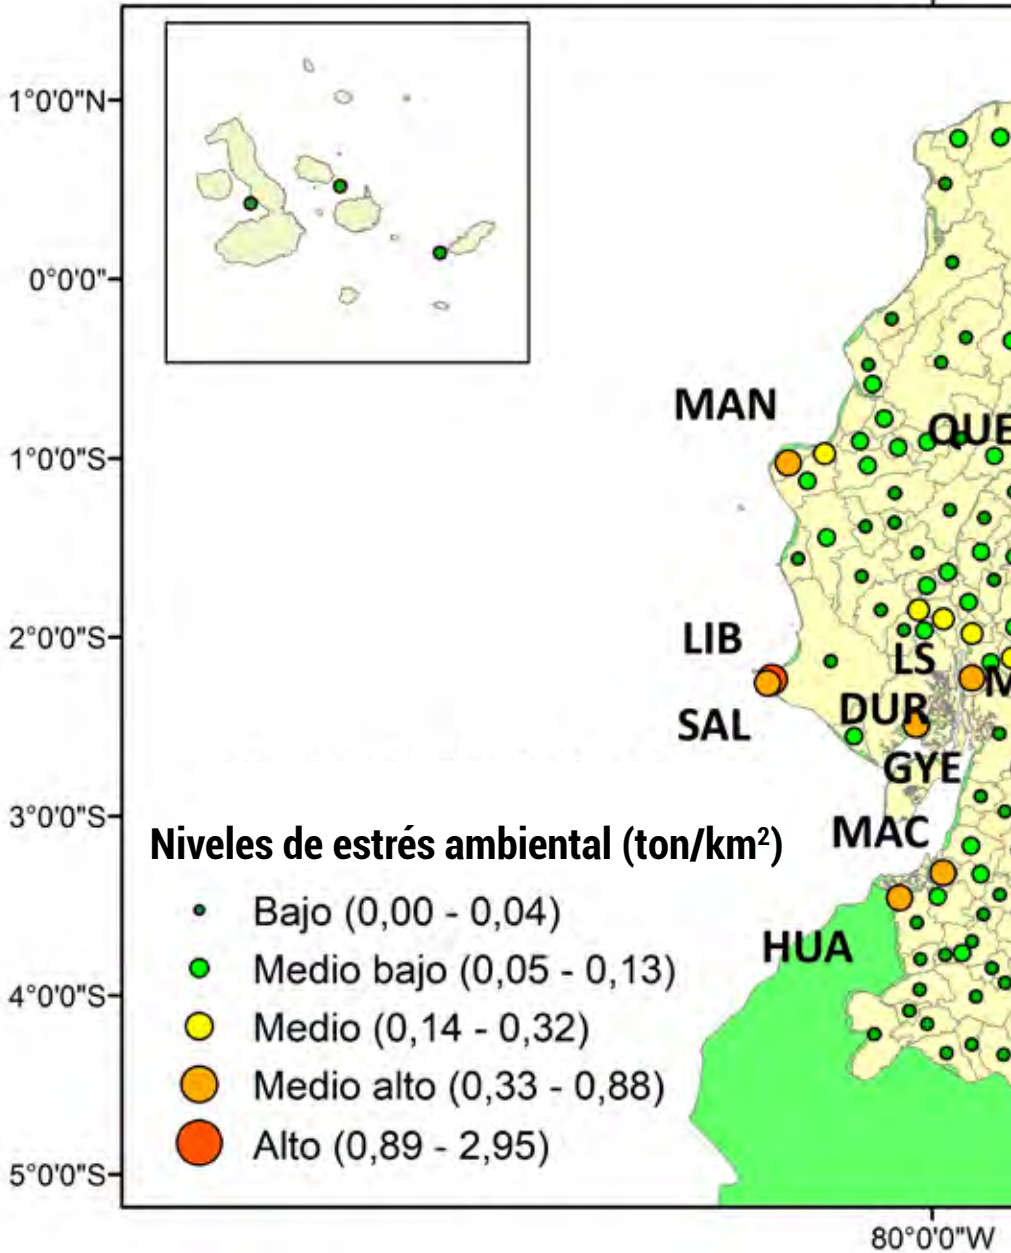 1°0'0"N
0°0'0"
MAN
QUE
1°0'0"S
2°0'0"S
LIB
LS
M
SAL
DUR
GYE
3°0'0"S
MAC
Niveles de estrés ambiental (ton/km²)
Bajo (0,00 - 0,04)
HUA
Medio bajo (0,05 - 0,13)
4°0'0"S
Medio (0,14 - 0,32)
Medio alto (0,33 - 0,88)
Alto (0,89 - 2,95)
5°0'0"S
80°0'0"W